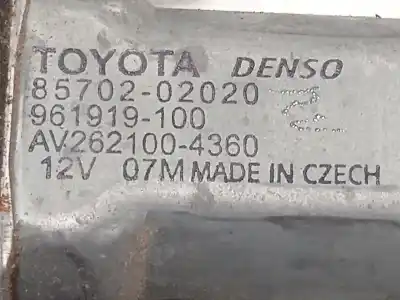 TOYOTA DENSO
85702-02020
961919-100
AV262100-4360
12V 07M MADE IN CZECH